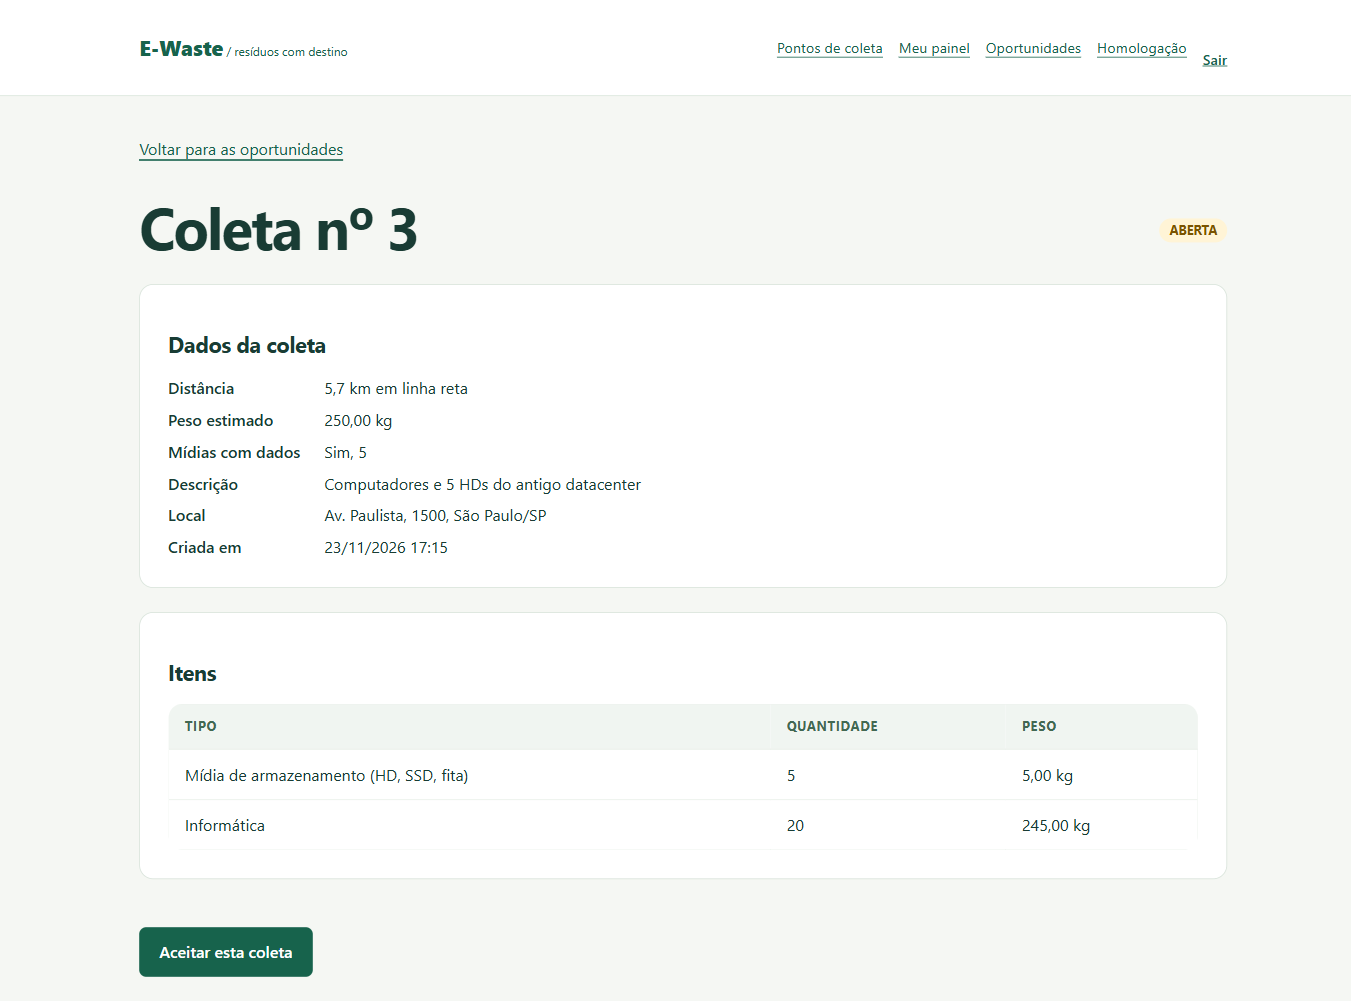 E-Waste / resíduos com destino
Pontos de coleta Meu painel Oportunidades Homologação Sair
Voltar para as oportunidades
Coleta nº 3
ABERTA
Dados da coleta
Distância 5,7 km em linha reta
Peso estimado 250,00 kg
Mídias com dados Sim, 5
Descrição Computadores e 5 HDs do antigo datacenter
Local Av. Paulista, 1500, São Paulo/SP
Criada em 23/11/2026 17:15
Itens
TIPO QUANTIDADE PESO
Mídia de armazenamento (HD, SSD, fita) 5 5,00 kg
Informática 20 245,00 kg
Aceitar esta coleta